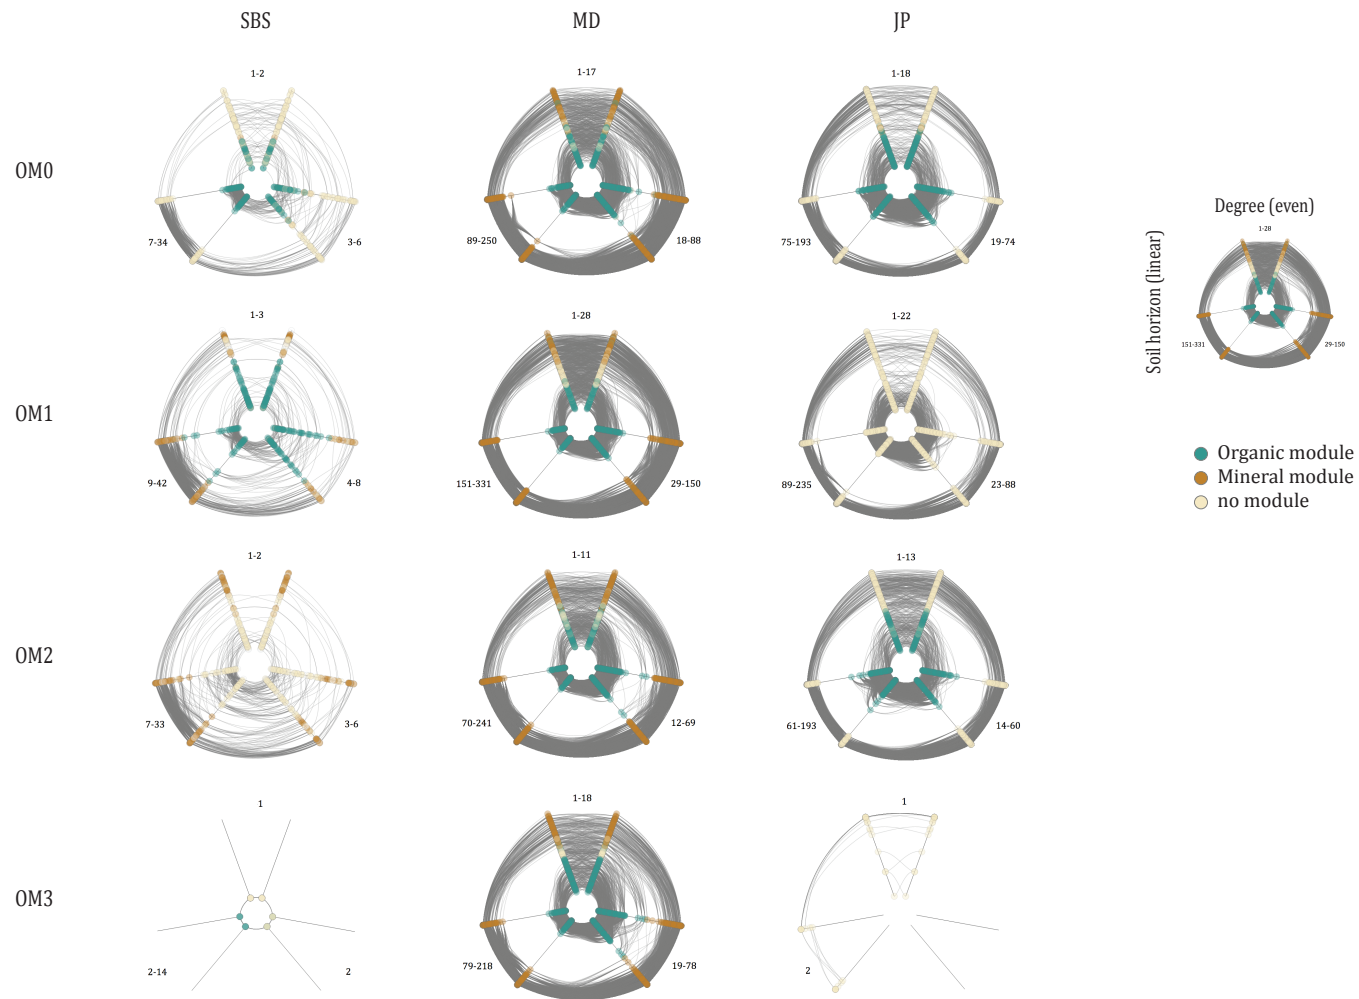 SBS MD JP
1-2 1-17 1-18
OM0
7-34 3-6 89-250 18-88 75-193 19-74
Degree (even)
1-28
Soil horizon (linear)
151-331 29-150
1-3 1-28 1-22
OM1
9-42 4-8 151-331 29-150 89-235 23-88
Organic module
Mineral module
no module
1-2 1-11 1-13
OM2
7-33 3-6 70-241 12-69 61-193 14-60
1 1-18 1
OM3
2-14 2 79-218 19-78 2